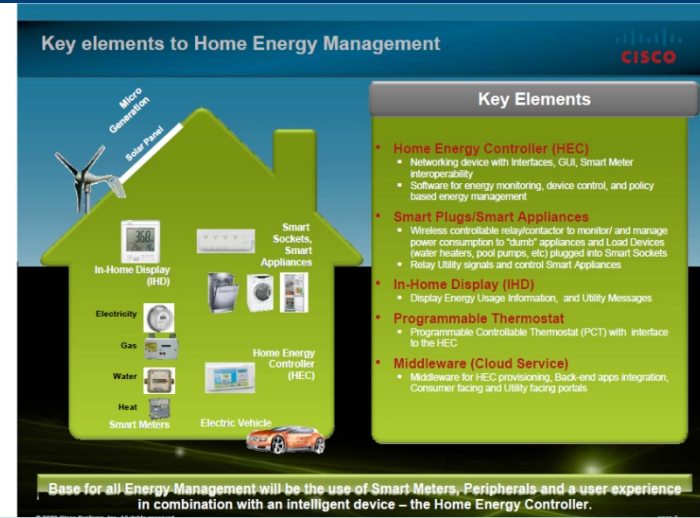 Key elements to Home Energy Management
CISCO
Micro
Generation
Solar Panel
368
In-Home Display
(IHD)
Smart
Sockets,
Smart
Appliances
Electricity
Gas
Water
Heat
Smart Meters
Home Energy
Controller
(HEC)
Electric Vehicle
Key Elements
• Home Energy Controller (HEC)
▪ Networking device with Interfaces, GUI, Smart Meter
interoperability
▪ Software for energy monitoring, device control, and policy
based energy management
• Smart Plugs/Smart Appliances
▪ Wireless controllable relay/contactor to monitor/ and manage
power consumption to "dumb" appliances and Load Devices
(water heaters, pool pumps, etc) plugged into Smart Sockets
▪ Relay Utility signals and control Smart Appliances
• In-Home Display (IHD)
▪ Display Energy Usage Information, and Utility Messages
• Programmable Thermostat
▪ Programmable Controllable Thermostat (PCT) with interface
to the HEC
• Middleware (Cloud Service)
▪ Middleware for HEC provisioning, Back-end apps integration,
Consumer facing and Utility facing portals
Base for all Energy Management will be the use of Smart Meters, Peripherals and a user experience
in combination with an intelligent device – the Home Energy Controller.